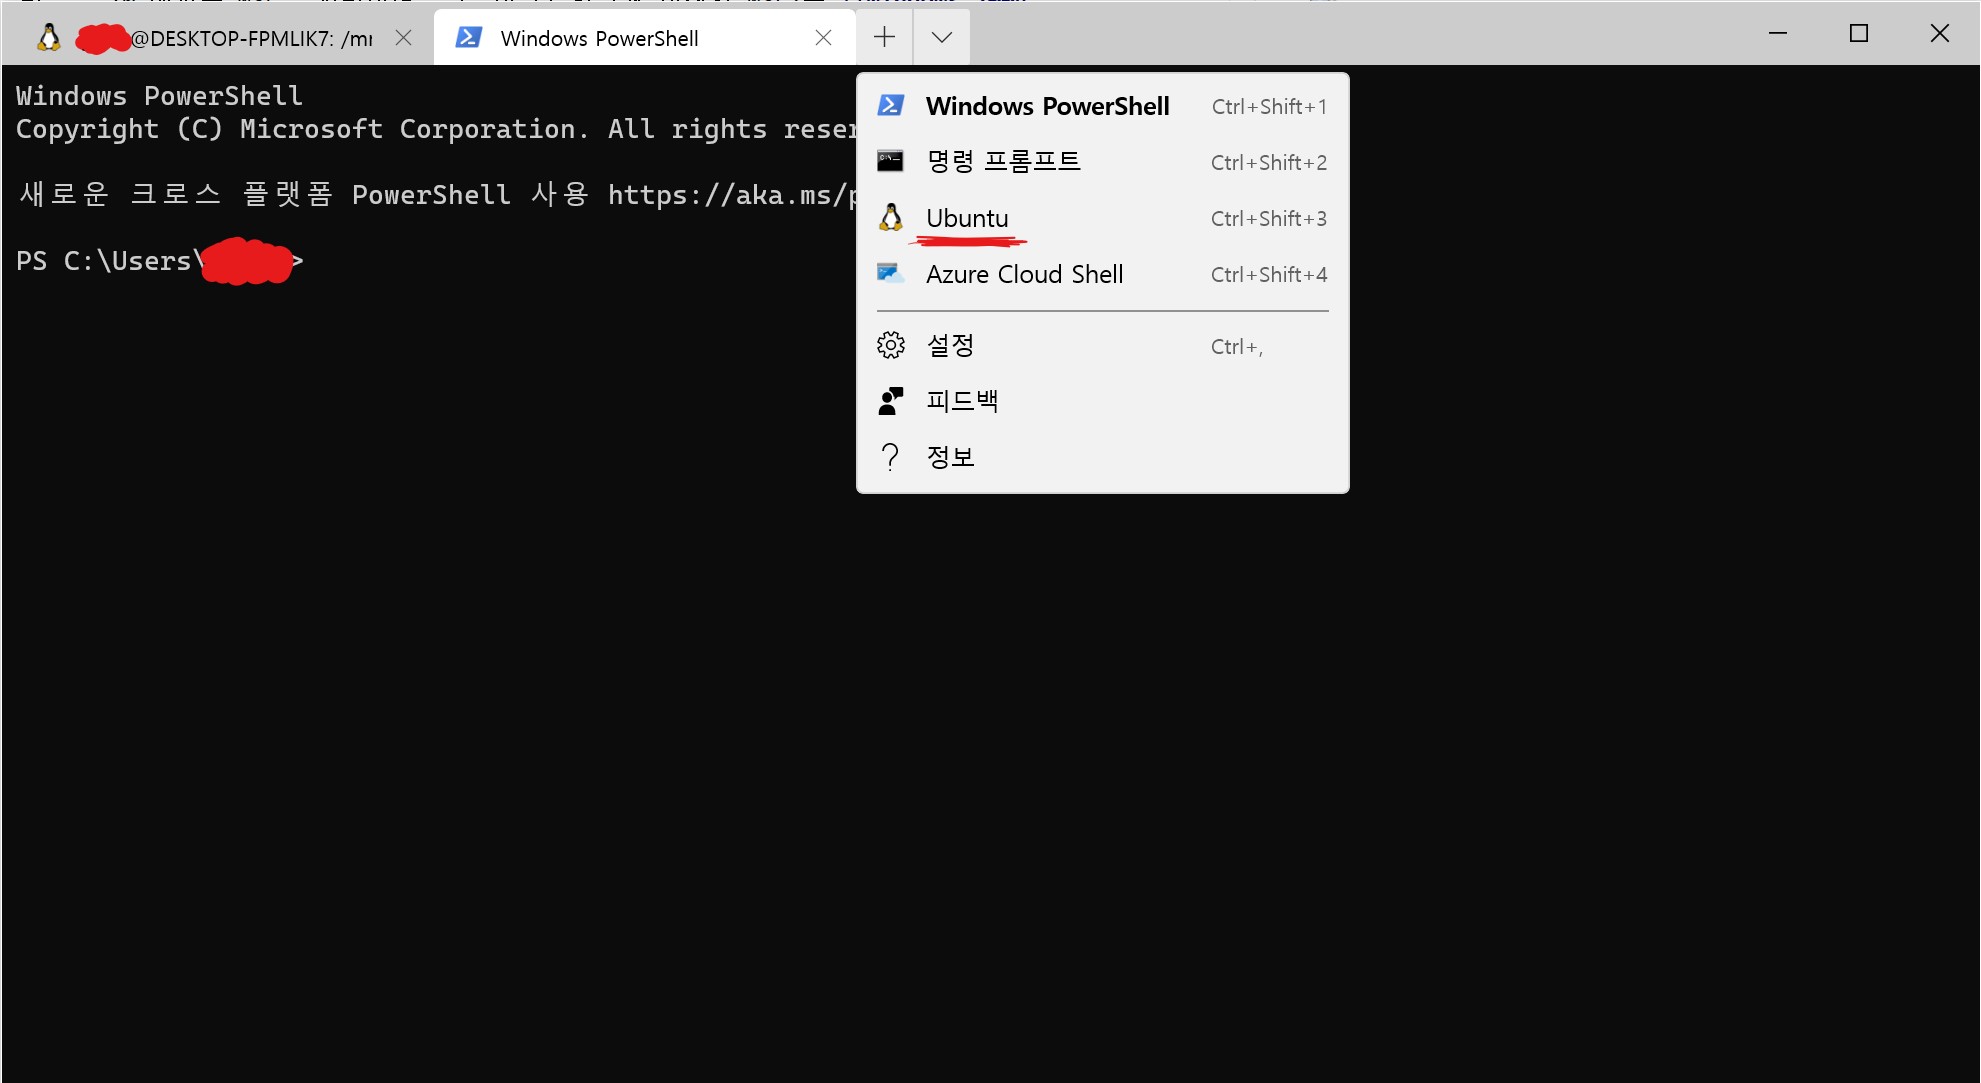 @DESKTOP-FPMLIK7: /mr
Windows PowerShell
Windows PowerShell
Copyright (C) Microsoft Corporation. All rights reser
새로운 크로스 플랫폼 PowerShell 사용 https://aka.ms/p
PS C:\Users\ >
Windows PowerShell Ctrl+Shift+1
명령 프롬프트 Ctrl+Shift+2
Ubuntu Ctrl+Shift+3
Azure Cloud Shell Ctrl+Shift+4
설정 Ctrl+,
피드백
정보